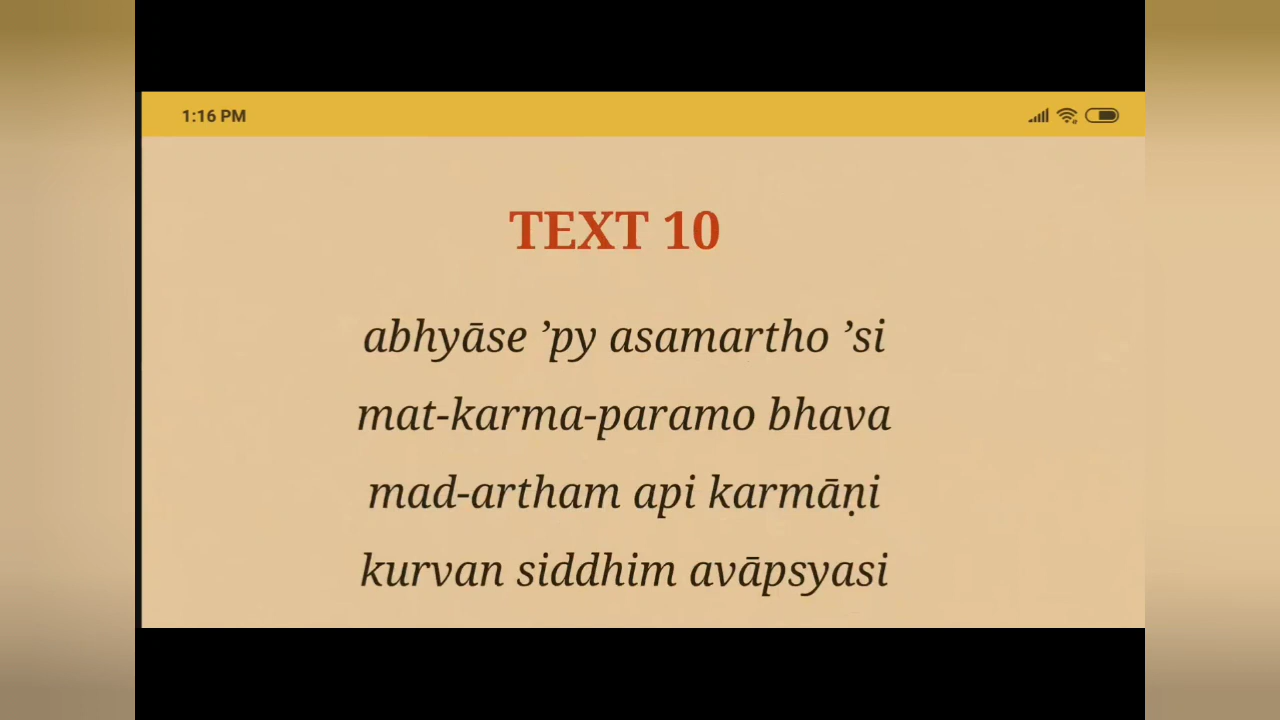 1:16 PM
TEXT 10
abhyāse ’py asamartho ’si
mat-karma-paramo bhava
mad-artham api karmāṇi
kurvan siddhim avāpsyasi